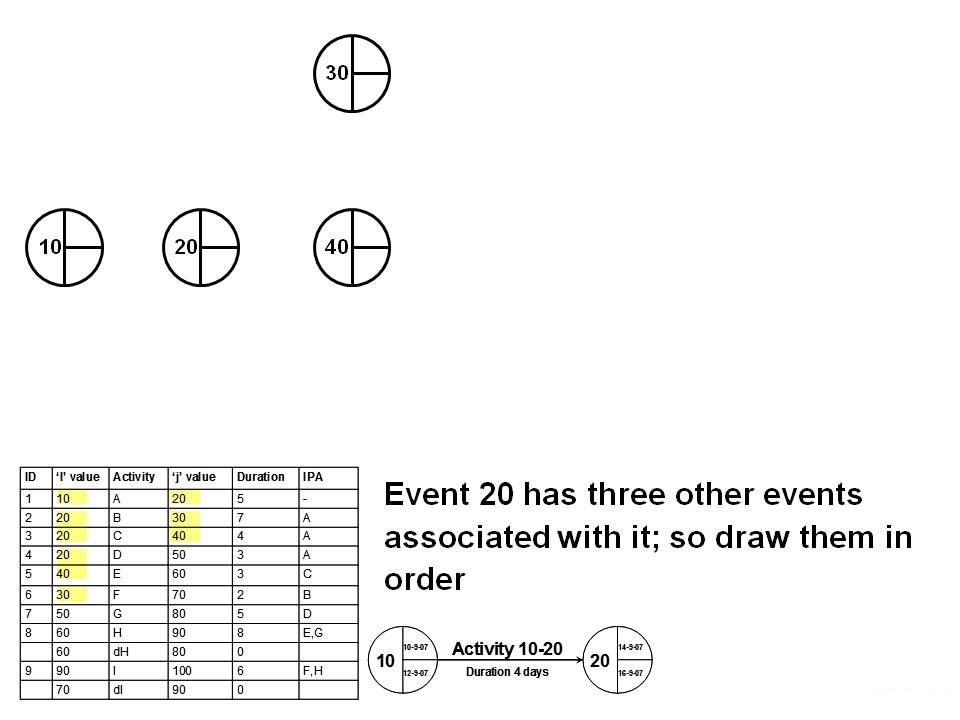 30
10 20 40
ID ‘I’ value Activity ‘j’ value Duration IPA
1 10 A 20 5 -
2 20 B 30 7 A
3 20 C 40 4 A
4 20 D 50 3 A
5 40 E 60 3 C
6 30 F 70 2 B
7 50 G 80 5 D
8 60 H 90 8 E,G
60 dH 80 0
9 90 I 100 6 F,H
70 dI 90 0
Event 20 has three other events
associated with it; so draw them in
order
10 10-9-07 12-9-07
Activity 10-20
Duration 4 days
20 14-9-07 16-9-07